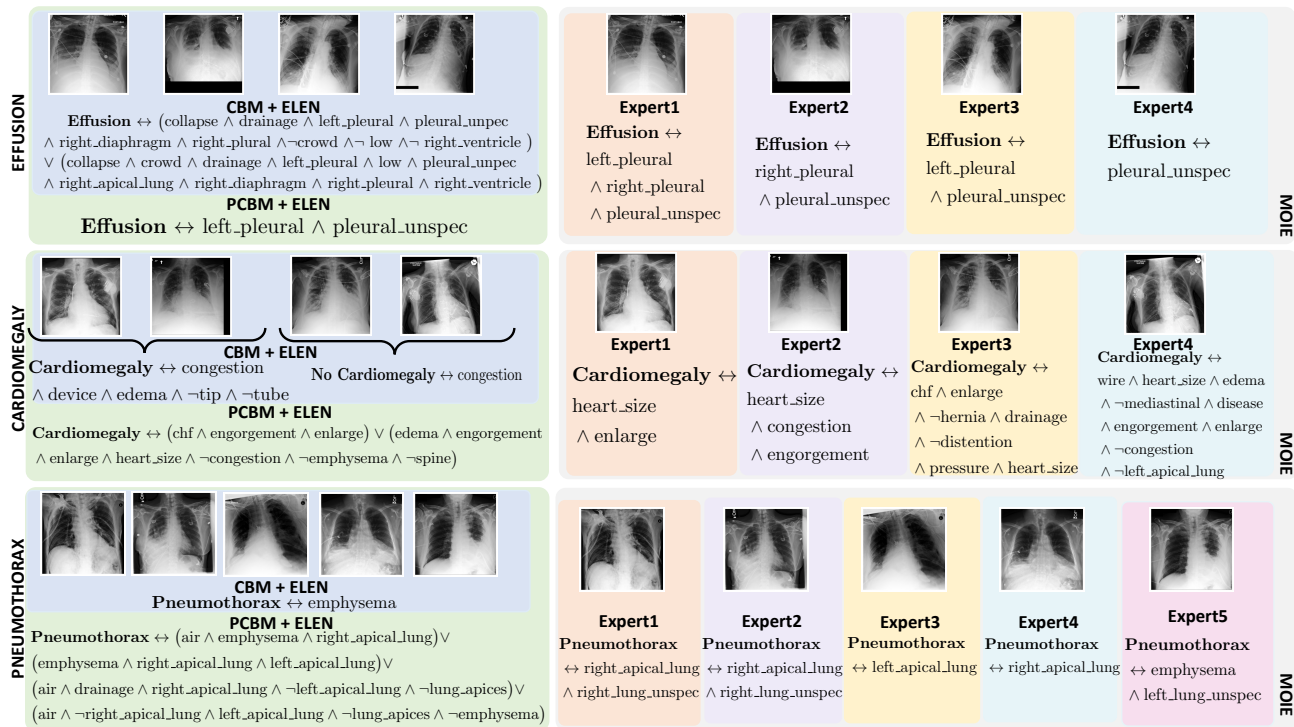 EFFUSION
CBM + ELEN
Effusion ↔ (collapse ∧ drainage ∧ left_pleural ∧ pleural_unpec
∧ right_diaphragm ∧ right_plural ∧¬crowd ∧¬ low ∧¬ right_ventricle )
∨ (collapse ∧ crowd ∧ drainage ∧ left_pleural ∧ low ∧ pleural_unpec
∧ right_apical_lung ∧ right_diaphragm ∧ right_pleural ∧ right_ventricle )
PCBM + ELEN
Effusion ↔ left_pleural ∧ pleural_unspec
Expert1
Effusion ↔
left_pleural
∧ right_pleural
∧ pleural_unspec
Expert2
Effusion ↔
right_pleural
∧ pleural_unspec
Expert3
Effusion ↔
left_pleural
∧ pleural_unspec
Expert4
Effusion ↔
pleural_unspec
MOIE
CARDIOMEGALY
CBM + ELEN
Cardiomegaly ↔ congestion
∧ device ∧ edema ∧ ¬tip ∧ ¬tube
No Cardiomegaly ↔ congestion
PCBM + ELEN
Cardiomegaly ↔ (chf ∧ engorgement ∧ enlarge) ∨ (edema ∧ engorgement
∧ enlarge ∧ heart_size ∧ ¬congestion ∧ ¬emphysema ∧ ¬spine)
Expert1
Cardiomegaly ↔
heart_size
∧ enlarge
Expert2
Cardiomegaly ↔
heart_size
∧ congestion
∧ engorgement
Expert3
Cardiomegaly ↔
chf ∧ enlarge
∧ ¬hernia ∧ drainage
∧ ¬distention
∧ pressure ∧ heart_size
Expert4
Cardiomegaly ↔
wire ∧ heart_size ∧ edema
∧ ¬mediastinal ∧ disease
∧ engorgement ∧ enlarge
∧ ¬congestion
∧ ¬left_apical_lung
MOIE
PNEUMOTHORAX
CBM + ELEN
Pneumothorax ↔ emphysema
PCBM + ELEN
Pneumothorax ↔ (air ∧ emphysema ∧ right_apical_lung)∨
(emphysema ∧ right_apical_lung ∧ left_apical_lung)∨
(air ∧ drainage ∧ right_apical_lung ∧ ¬left_apical_lung ∧ ¬lung_apices)∨
(air ∧ ¬right_apical_lung ∧ left_apical_lung ∧ ¬lung_apices ∧ ¬emphysema)
Expert1
Pneumothorax
↔ right_apical_lung
∧ right_lung_unspec
Expert2
Pneumothorax
↔ right_apical_lung
∧ right_lung_unspec
Expert3
Pneumothorax
↔ left_apical_lung
Expert4
Pneumothorax
↔ right_apical_lung
Expert5
Pneumothorax
↔ emphysema
∧ left_lung_unspec
MOIE